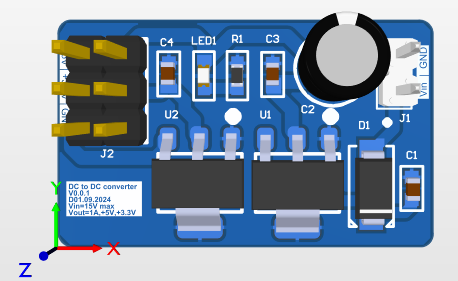 C4
LED1
R1
C3
GND
Vin | GND
U2
U1
C2
J1
D1
C1
J2
DC to DC converter
V0.0.1
D01.09.2024
Vin=15V max
Vout=1A,+5V,+3.3V
Y
X
Z